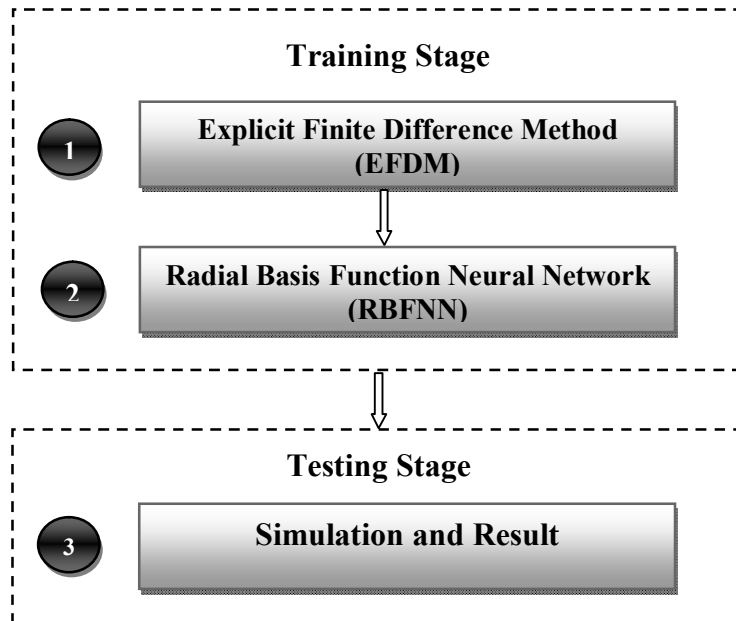 Training Stage
1
Explicit Finite Difference Method
(EFDM)
2
Radial Basis Function Neural Network
(RBFNN)
Testing Stage
3
Simulation and Result